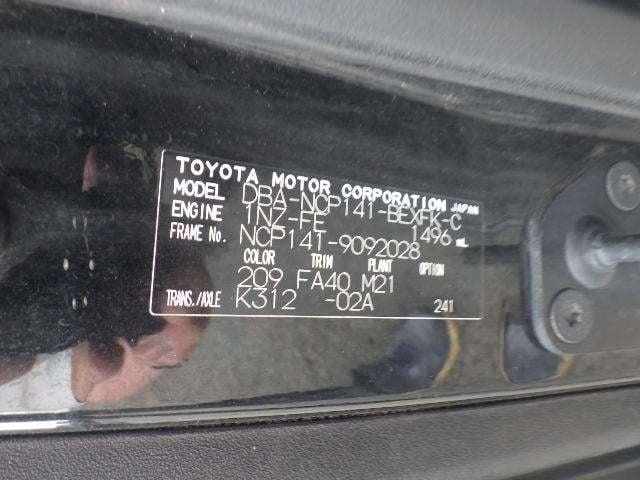 TOYOTA MOTOR CORPORATION JAPAN
MODEL DBA-NCP141-BEXFK-C
ENGINE 1NZ-FE 1496 mL
FRAME No. NCP141-9092028
COLOR TRIM PLANT OPTION
209 FA40 M21
TRANS./AXLE K312 -02A 241